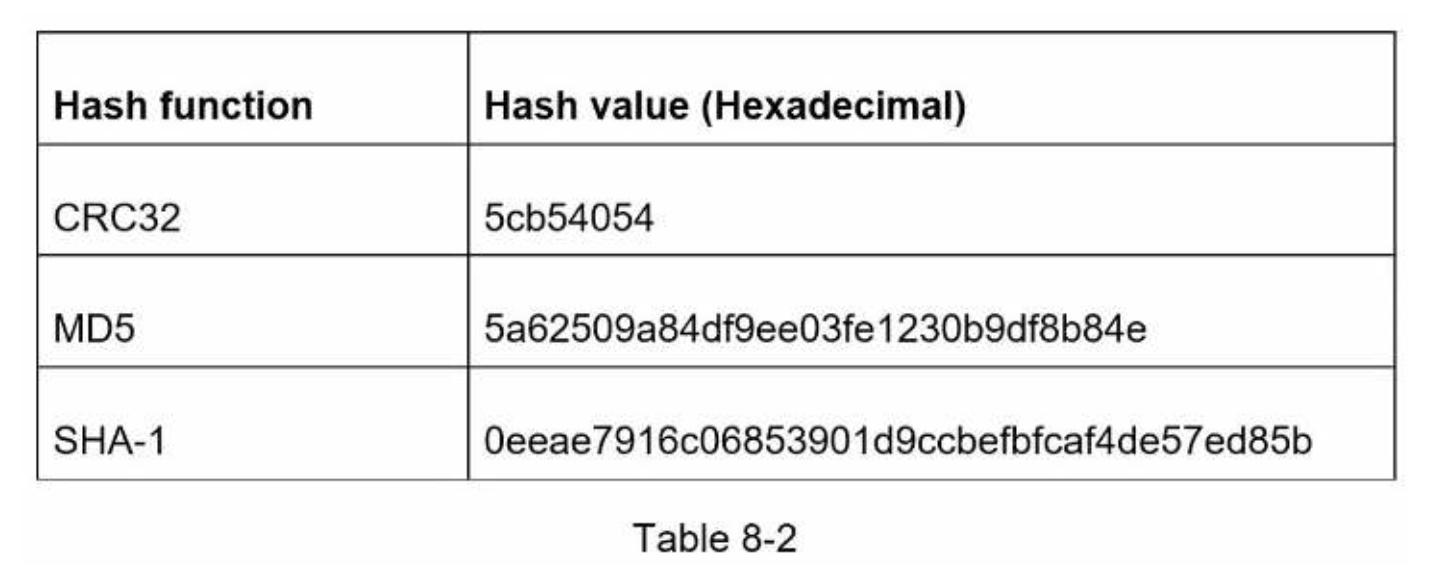 Hash function Hash value (Hexadecimal)
CRC32 5cb54054
MD5 5a62509a84df9ee03fe1230b9df8b84e
SHA-1 0eeae7916c06853901d9ccbefbfcaf4de57ed85b
Table 8-2